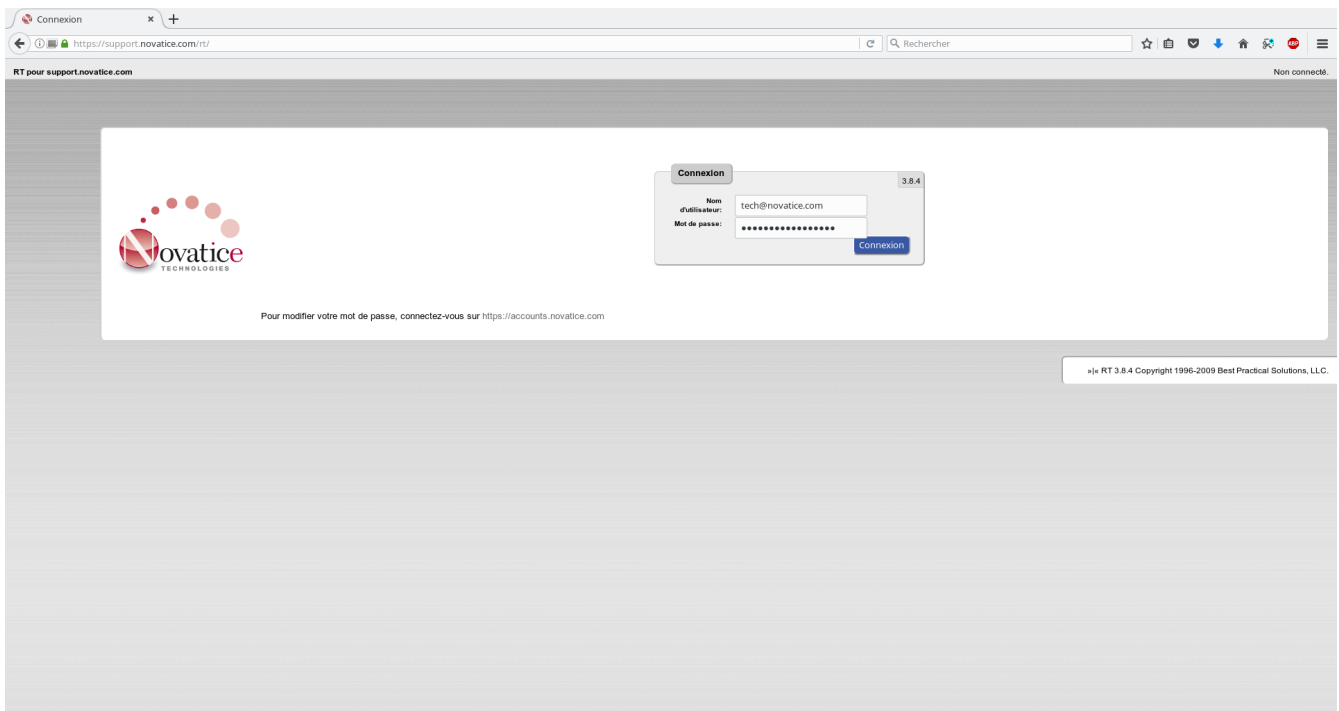 Connexion
https://support.novatice.com/rt/
Rechercher
ABP
RT pour support.novatice.com
Non connecté.
Connexion
3.8.4
Nom d'utilisateur:
tech@novatice.com
Mot de passe:
•••••••••••••••••
Connexion
Novatice
TECHNOLOGIES
Pour modifier votre mot de passe, connectez-vous sur https://accounts.novatice.com
»|« RT 3.8.4 Copyright 1996-2009 Best Practical Solutions, LLC.